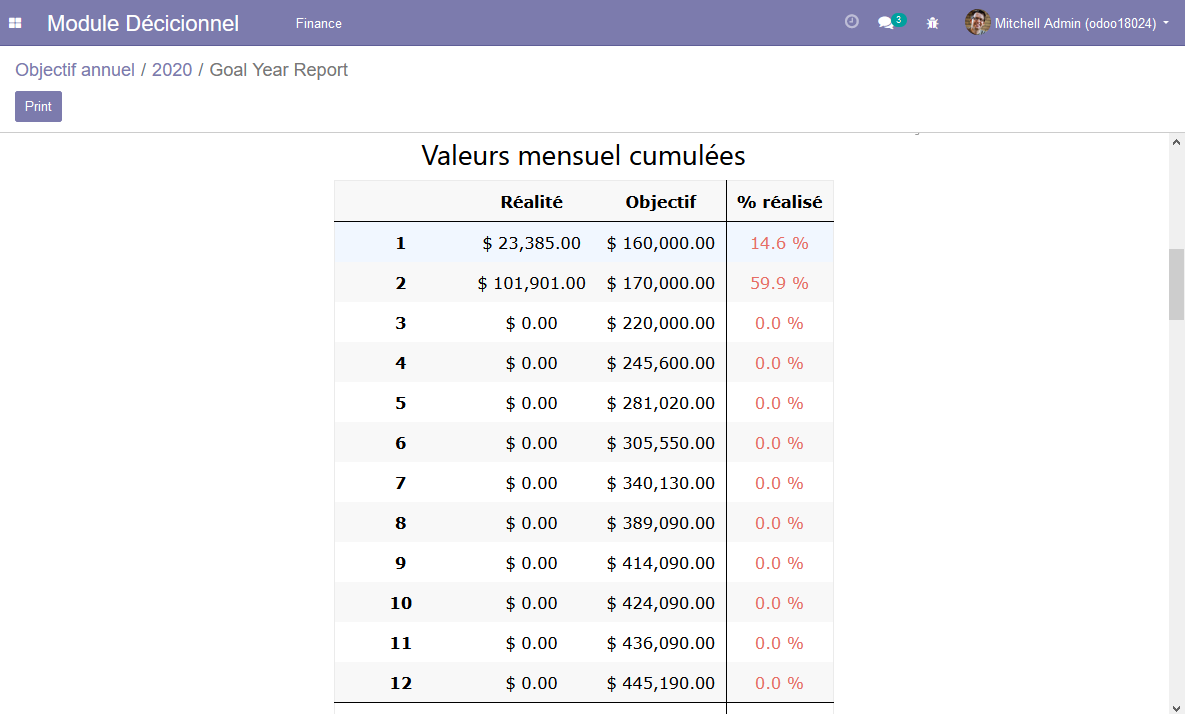 Module Décicionnel Finance 3 Mitchell Admin (odoo18024)
Objectif annuel / 2020 / Goal Year Report
Print
Valeurs mensuel cumulées
Réalité Objectif % réalisé
1 $ 23,385.00 $ 160,000.00 14.6 %
2 $ 101,901.00 $ 170,000.00 59.9 %
3 $ 0.00 $ 220,000.00 0.0 %
4 $ 0.00 $ 245,600.00 0.0 %
5 $ 0.00 $ 281,020.00 0.0 %
6 $ 0.00 $ 305,550.00 0.0 %
7 $ 0.00 $ 340,130.00 0.0 %
8 $ 0.00 $ 389,090.00 0.0 %
9 $ 0.00 $ 414,090.00 0.0 %
10 $ 0.00 $ 424,090.00 0.0 %
11 $ 0.00 $ 436,090.00 0.0 %
12 $ 0.00 $ 445,190.00 0.0 %